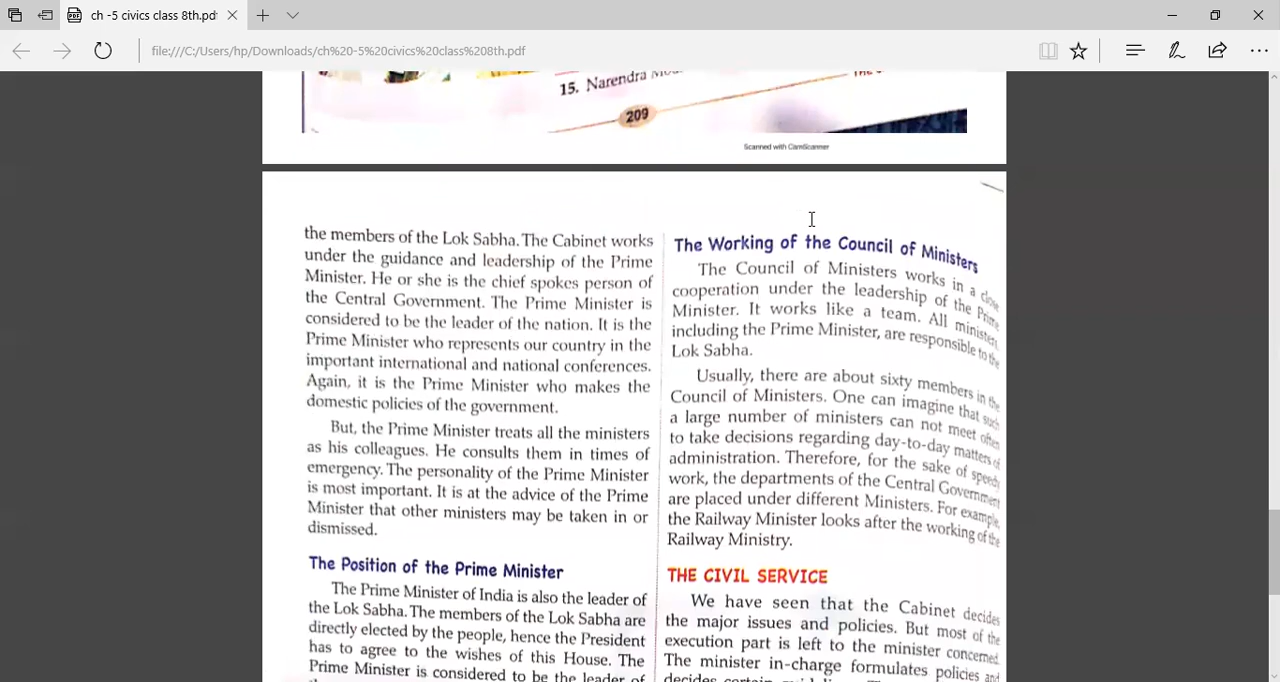 ch -5 civics class 8th.pdf
file:///C:/Users/hp/Downloads/ch%20-5%20civics%20class%208th.pdf
15. Narendra
209
Scanned with CamScanner
the members of the Lok Sabha. The Cabinet works
under the guidance and leadership of the Prime
Minister. He or she is the chief spokes person of
the Central Government. The Prime Minister is
considered to be the leader of the nation. It is the
Prime Minister who represents our country in the
important international and national conferences.
Again, it is the Prime Minister who makes the
domestic policies of the government.
But, the Prime Minister treats all the ministers
as his colleagues. He consults them in times of
emergency. The personality of the Prime Minister
is most important. It is at the advice of the Prime
Minister that other ministers may be taken in or
dismissed.
The Position of the Prime Minister
The Prime Minister of India is also the leader of
the Lok Sabha. The members of the Lok Sabha are
directly elected by the people, hence the President
has to agree to the wishes of this House. The
Prime Minister is considered to be the leader of
The Working of the Council of Ministers
The Council of Ministers works in a close
cooperation under the leadership of the Prime
Minister. It works like a team. All ministers,
including the Prime Minister, are responsible to the
Lok Sabha.
Usually, there are about sixty members in the
Council of Ministers. One can imagine that such
a large number of ministers can not meet often
to take decisions regarding day-to-day matters of
administration. Therefore, for the sake of speedy
work, the departments of the Central Government
are placed under different Ministers. For example,
the Railway Minister looks after the working of the
Railway Ministry.
THE CIVIL SERVICE
We have seen that the Cabinet decides
the major issues and policies. But most of the
execution part is left to the minister concerned.
The minister in-charge formulates policies and
decides certain